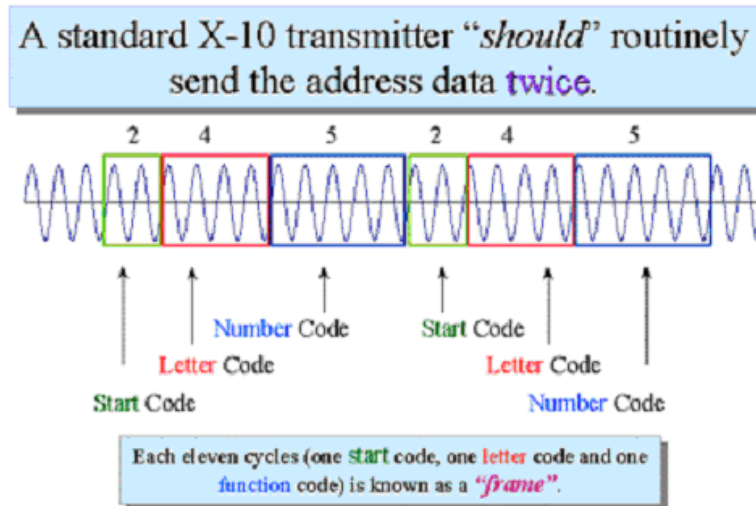 A standard X-10 transmitter “should” routinely
send the address data twice.
2 4 5 2 4 5
Number Code Start Code
Letter Code Letter Code
Start Code Number Code
Each eleven cycles (one start code, one letter code and one
function code) is known as a “frame”.